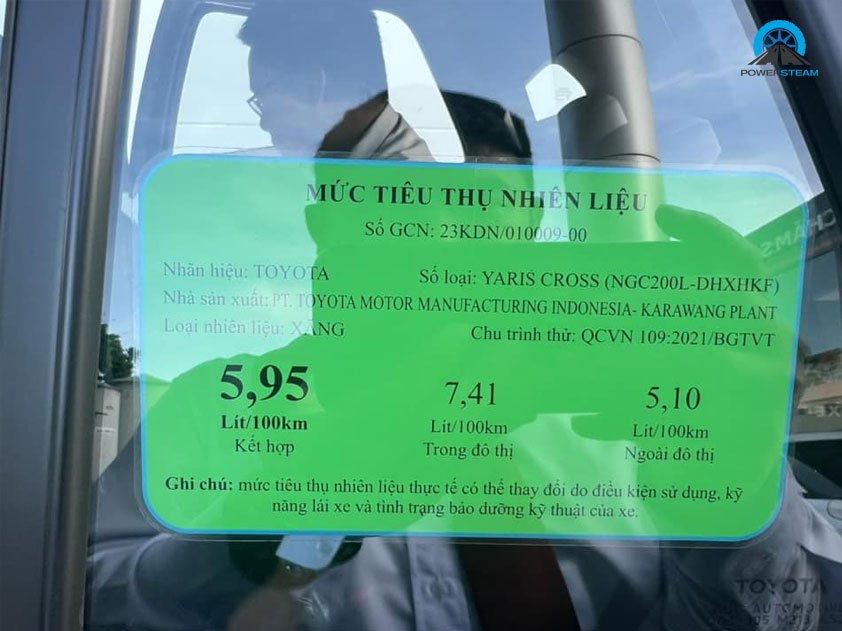 POWERSTEAM
MỨC TIÊU THỤ NHIÊN LIỆU
Số GCN: 23KDN/010009-00
Nhãn hiệu: TOYOTA Số loại: YARIS CROSS (NGC200L-DHXHKF)
Nhà sản xuất: PT. TOYOTA MOTOR MANUFACTURING INDONESIA- KARAWANG PLANT
Loại nhiên liệu: XĂNG Chu trình thử: QCVN 109:2021/BGTVT
5,95 7,41 5,10
Lít/100km Lít/100km Lít/100km
Kết hợp Trong đô thị Ngoài đô thị
Ghi chú: mức tiêu thụ nhiên liệu thực tế có thể thay đổi do điều kiện sử dụng, kỹ
năng lái xe và tình trạng bảo dưỡng kỹ thuật của xe.
TOYOTA